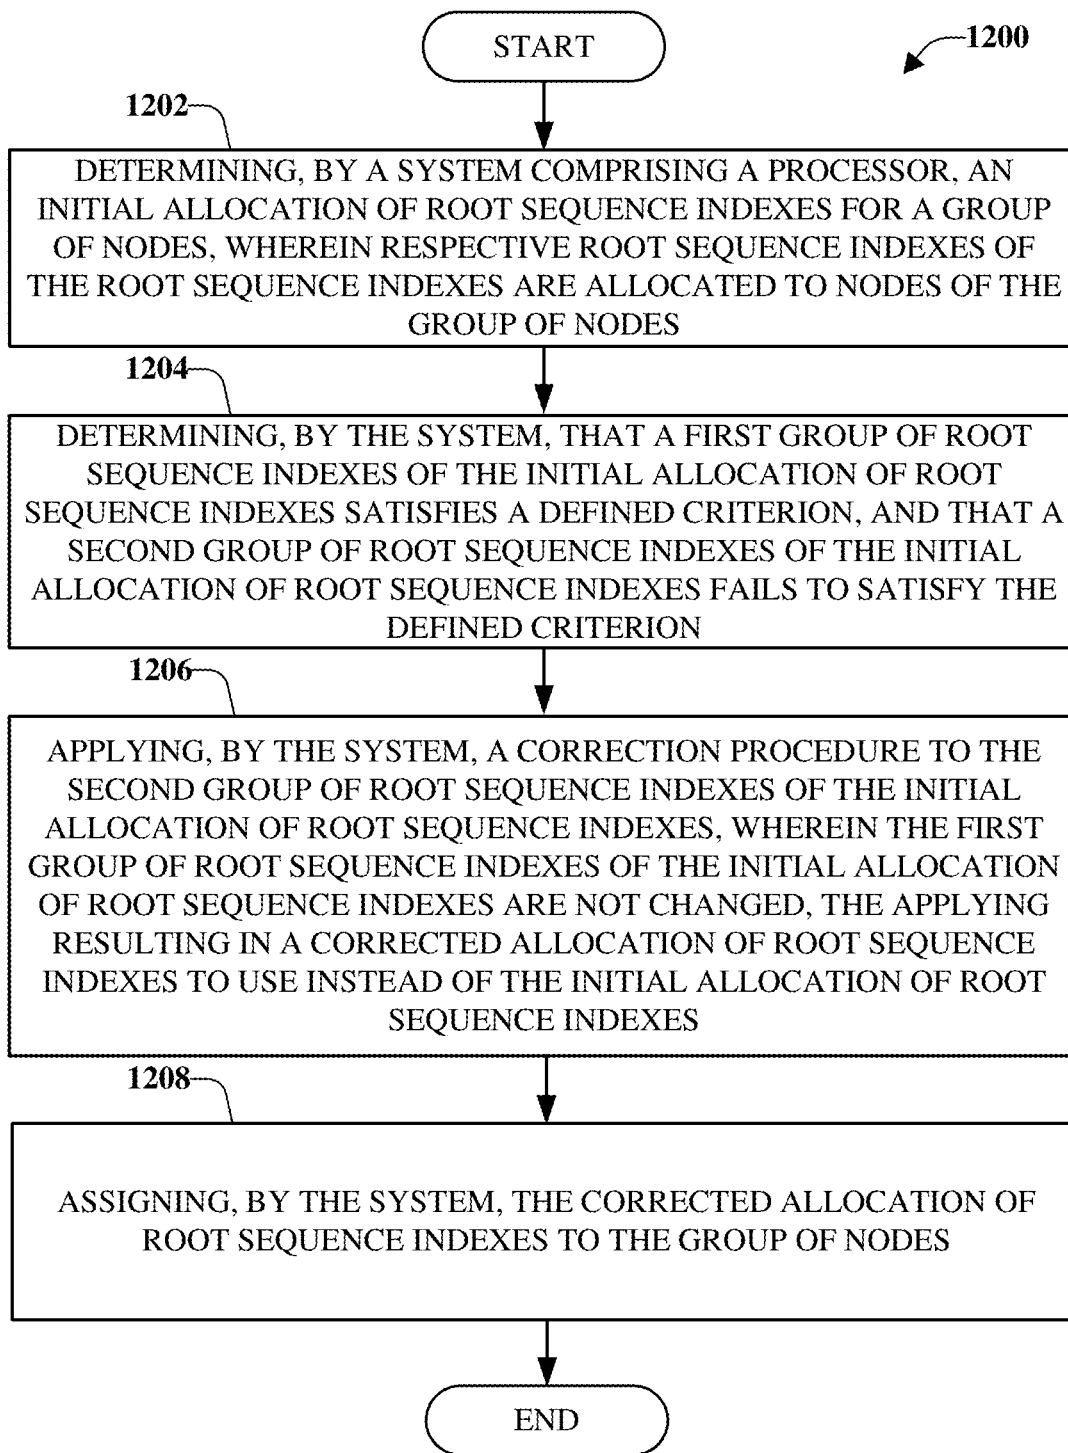 START
1200
1202
DETERMINING, BY A SYSTEM COMPRISING A PROCESSOR, AN
INITIAL ALLOCATION OF ROOT SEQUENCE INDEXES FOR A GROUP
OF NODES, WHEREIN RESPECTIVE ROOT SEQUENCE INDEXES OF
THE ROOT SEQUENCE INDEXES ARE ALLOCATED TO NODES OF THE
GROUP OF NODES
1204
DETERMINING, BY THE SYSTEM, THAT A FIRST GROUP OF ROOT
SEQUENCE INDEXES OF THE INITIAL ALLOCATION OF ROOT
SEQUENCE INDEXES SATISFIES A DEFINED CRITERION, AND THAT A
SECOND GROUP OF ROOT SEQUENCE INDEXES OF THE INITIAL
ALLOCATION OF ROOT SEQUENCE INDEXES FAILS TO SATISFY THE
DEFINED CRITERION
1206
APPLYING, BY THE SYSTEM, A CORRECTION PROCEDURE TO THE
SECOND GROUP OF ROOT SEQUENCE INDEXES OF THE INITIAL
ALLOCATION OF ROOT SEQUENCE INDEXES, WHEREIN THE FIRST
GROUP OF ROOT SEQUENCE INDEXES OF THE INITIAL ALLOCATION
OF ROOT SEQUENCE INDEXES ARE NOT CHANGED, THE APPLYING
RESULTING IN A CORRECTED ALLOCATION OF ROOT SEQUENCE
INDEXES TO USE INSTEAD OF THE INITIAL ALLOCATION OF ROOT
SEQUENCE INDEXES
1208
ASSIGNING, BY THE SYSTEM, THE CORRECTED ALLOCATION OF
ROOT SEQUENCE INDEXES TO THE GROUP OF NODES
END